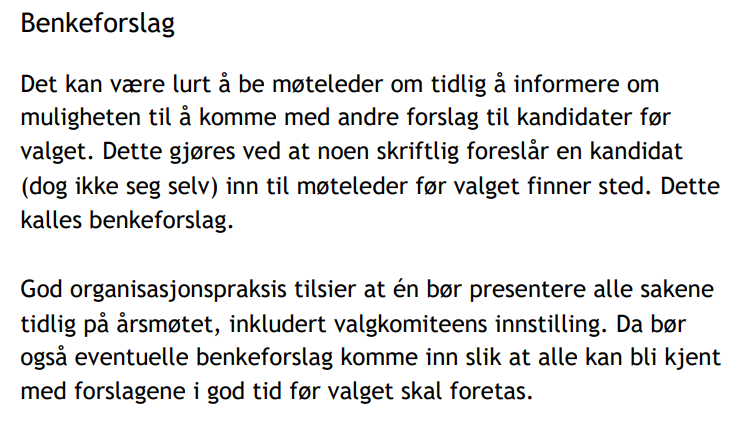 Benkeforslag
Det kan være lurt å be møteleder om tidlig å informere om
muligheten til å komme med andre forslag til kandidater før
valget. Dette gjøres ved at noen skriftlig foreslår en kandidat
(dog ikke seg selv) inn til møteleder før valget finner sted. Dette
kalles benkeforslag.
God organisasjonspraksis tilsier at én bør presentere alle sakene
tidlig på årsmøtet, inkludert valgkomiteens innstilling. Da bør
også eventuelle benkeforslag komme inn slik at alle kan bli kjent
med forslagene i god tid før valget skal foretas.